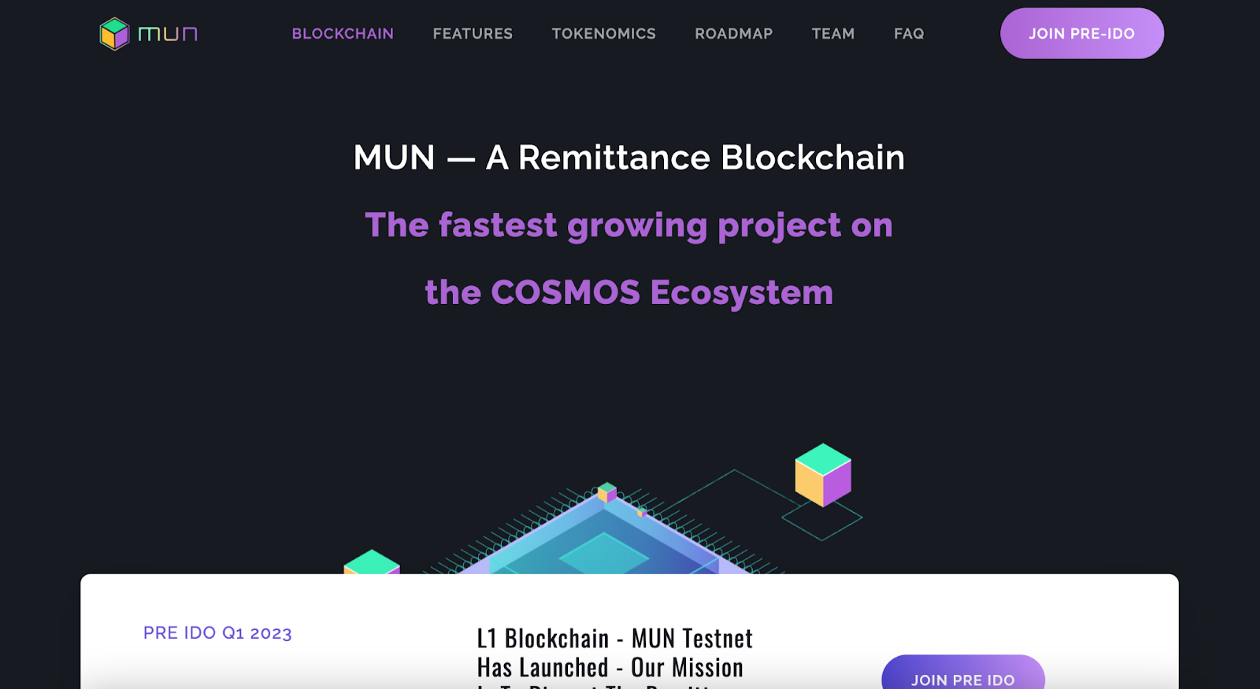 mun
BLOCKCHAIN
FEATURES
TOKENOMICS
ROADMAP
TEAM
FAQ
JOIN PRE-IDO
MUN — A Remittance Blockchain
The fastest growing project on
the COSMOS Ecosystem
PRE IDO Q1 2023
L1 Blockchain - MUN Testnet
Has Launched - Our Mission
JOIN PRE IDO